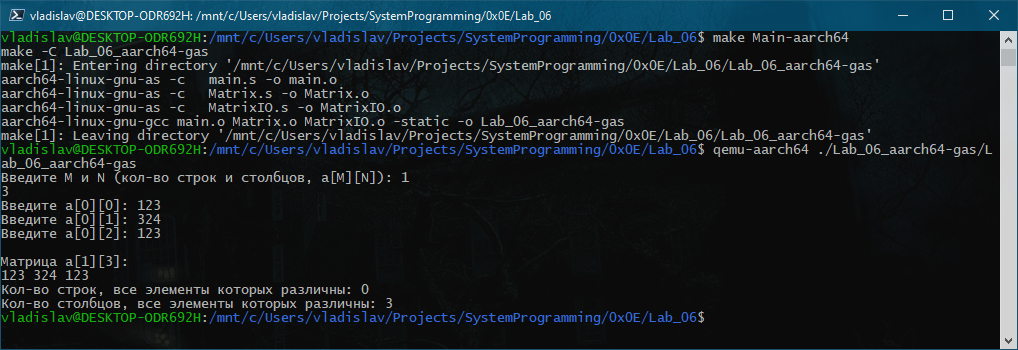 vladislav@DESKTOP-ODR692H: /mnt/c/Users/vladislav/Projects/SystemProgramming/0x0E/Lab_06
vladislav@DESKTOP-ODR692H:/mnt/c/Users/vladislav/Projects/SystemProgramming/0x0E/Lab_06$ make Main-aarch64
make -C Lab_06_aarch64-gas
make[1]: Entering directory '/mnt/c/Users/vladislav/Projects/SystemProgramming/0x0E/Lab_06/Lab_06_aarch64-gas'
aarch64-linux-gnu-as -c   main.s -o main.o
aarch64-linux-gnu-as -c   Matrix.s -o Matrix.o
aarch64-linux-gnu-as -c   MatrixIO.s -o MatrixIO.o
aarch64-linux-gnu-gcc main.o Matrix.o MatrixIO.o -static -o Lab_06_aarch64-gas
make[1]: Leaving directory '/mnt/c/Users/vladislav/Projects/SystemProgramming/0x0E/Lab_06/Lab_06_aarch64-gas'
vladislav@DESKTOP-ODR692H:/mnt/c/Users/vladislav/Projects/SystemProgramming/0x0E/Lab_06$ qemu-aarch64 ./Lab_06_aarch64-gas/L
ab_06_aarch64-gas
Введите M и N (кол-во строк и столбцов, a[M][N]): 1
3
Введите a[0][0]: 123
Введите a[0][1]: 324
Введите a[0][2]: 123
Матрица a[1][3]:
123 324 123
Кол-во строк, все элементы которых различны: 0
Кол-во столбцов, все элементы которых различны: 3
vladislav@DESKTOP-ODR692H:/mnt/c/Users/vladislav/Projects/SystemProgramming/0x0E/Lab_06$